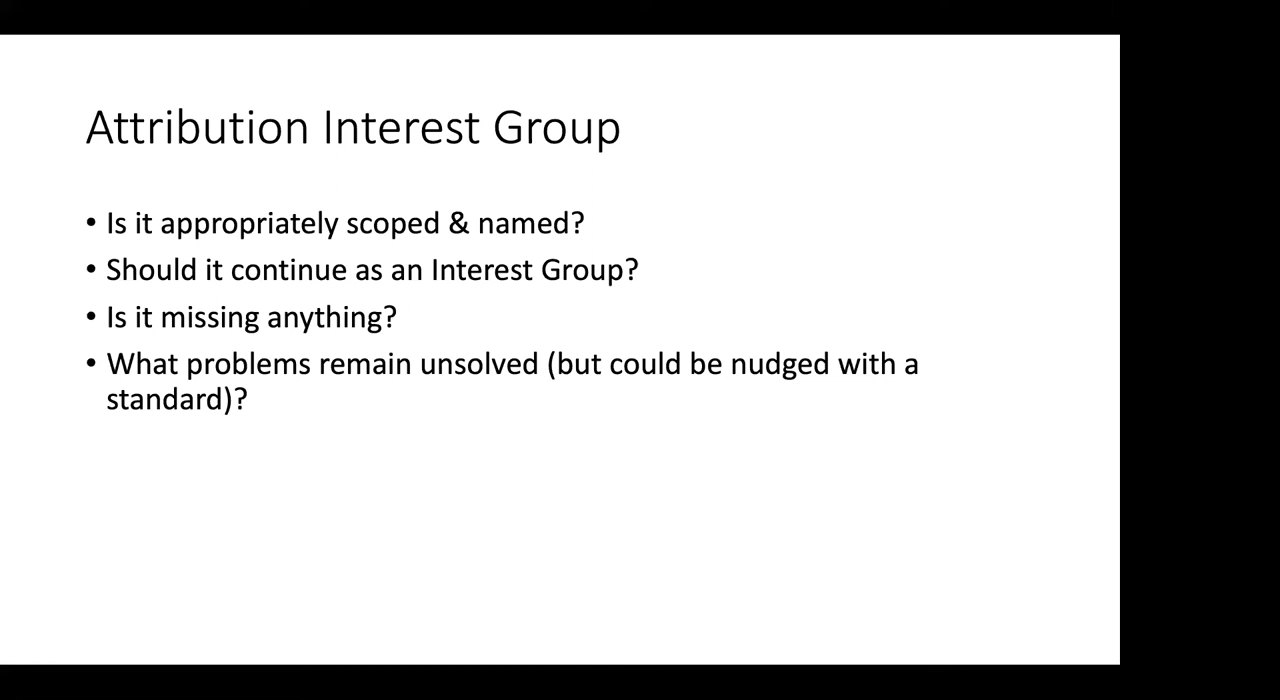 Attribution Interest Group
• Is it appropriately scoped & named?
• Should it continue as an Interest Group?
• Is it missing anything?
• What problems remain unsolved (but could be nudged with a
standard)?